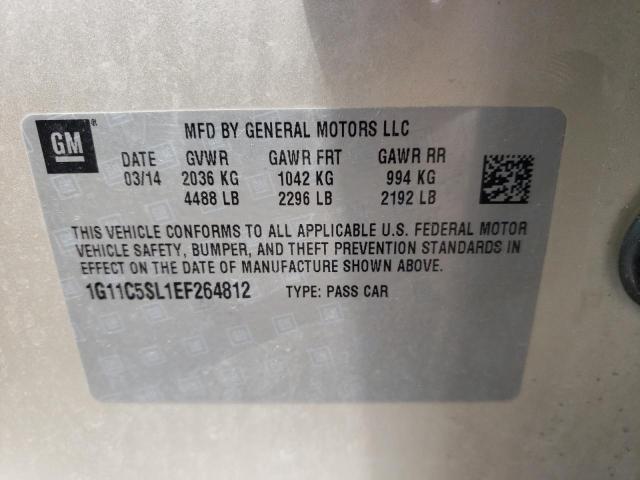 GM
MFD BY GENERAL MOTORS LLC
DATE GVWR GAWR FRT GAWR RR
03/14 2036 KG 1042 KG 994 KG
4488 LB 2296 LB 2192 LB
THIS VEHICLE CONFORMS TO ALL APPLICABLE U.S. FEDERAL MOTOR
VEHICLE SAFETY, BUMPER, AND THEFT PREVENTION STANDARDS IN
EFFECT ON THE DATE OF MANUFACTURE SHOWN ABOVE.
1G11C5SL1EF264812 TYPE: PASS CAR